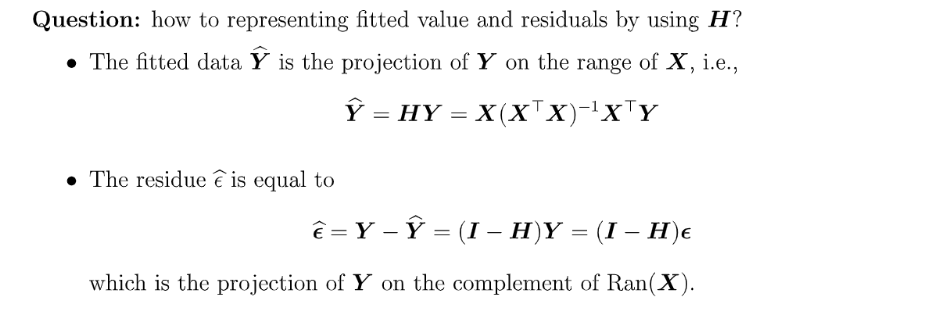 Question: how to representing fitted value and residuals by using H?
• The fitted data Ŷ is the projection of Y on the range of X, i.e.,
Ŷ = HY = X(X⊤X)⁻¹X⊤Y
• The residue ϵ̂ is equal to
ϵ̂ = Y − Ŷ = (I − H)Y = (I − H)ϵ
which is the projection of Y on the complement of Ran(X).